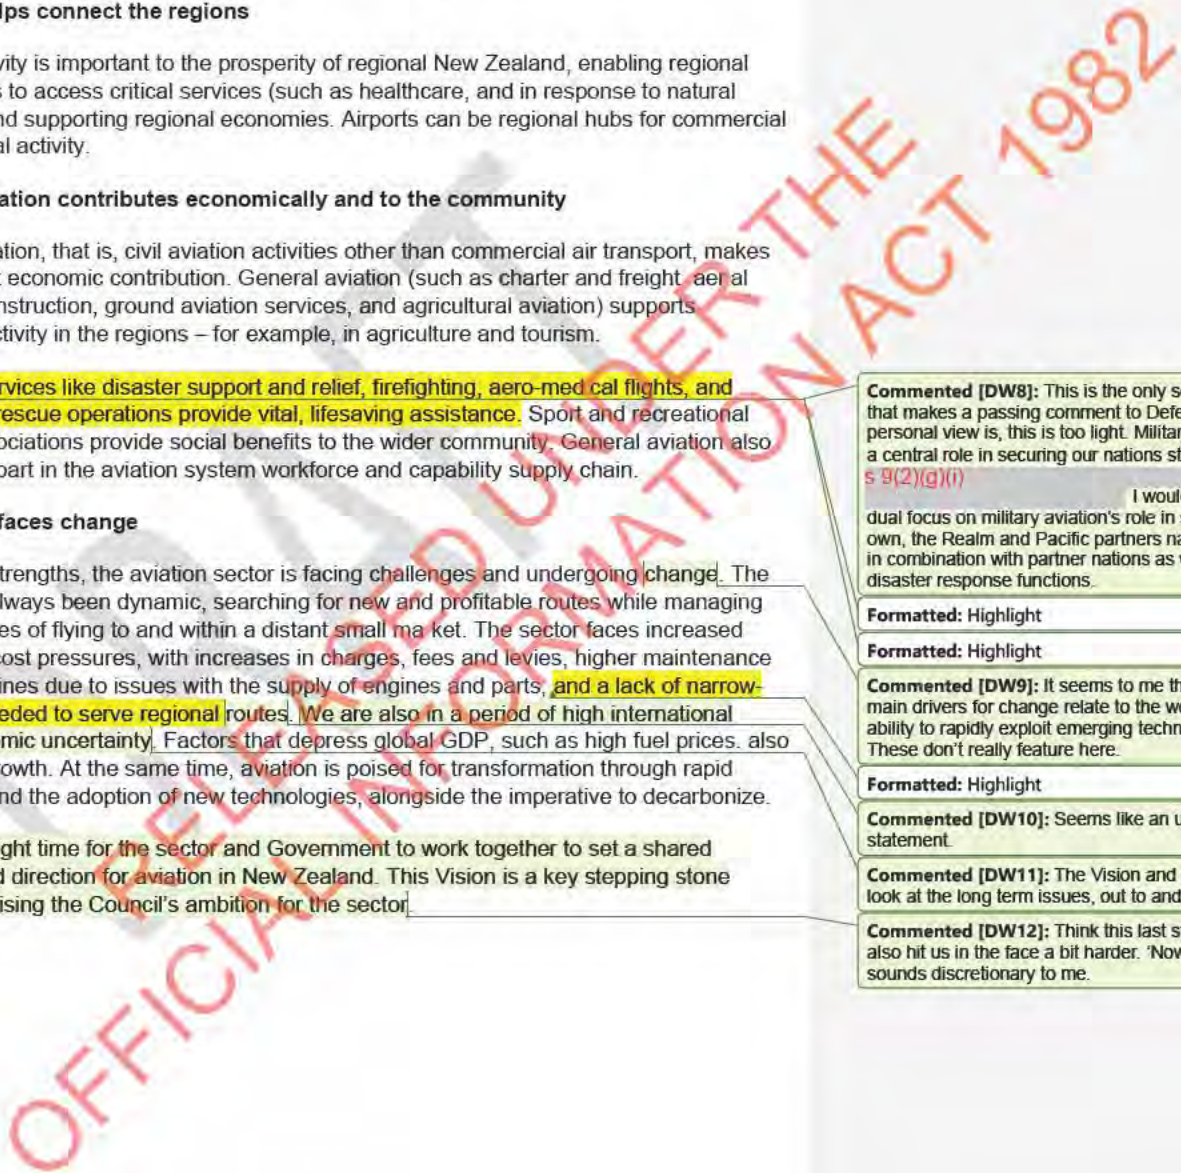 lps connect the regions
vity is important to the prosperity of regional New Zealand, enabling regional
s to access critical services (such as healthcare, and in response to natural
nd supporting regional economies. Airports can be regional hubs for commercial
al activity.
ation contributes economically and to the community
ation, that is, civil aviation activities other than commercial air transport, makes
t economic contribution. General aviation (such as charter and freight, aer al
nstruction, ground aviation services, and agricultural aviation) supports
ctivity in the regions – for example, in agriculture and tourism.
rvices like disaster support and relief, firefighting, aero-med cal flights, and
rescue operations provide vital, lifesaving assistance. Sport and recreational
ociations provide social benefits to the wider community. General aviation also
part in the aviation system workforce and capability supply chain.
faces change
trengths, the aviation sector is facing challenges and undergoing change. The
lways been dynamic, searching for new and profitable routes while managing
es of flying to and within a distant small ma ket. The sector faces increased
cost pressures, with increases in charges, fees and levies, higher maintenance
ines due to issues with the supply of engines and parts, and a lack of narrow-
eded to serve regional routes. We are also in a period of high international
omic uncertainty. Factors that depress global GDP, such as high fuel prices. also
rowth. At the same time, aviation is poised for transformation through rapid
nd the adoption of new technologies, alongside the imperative to decarbonize.
ght time for the sector and Government to work together to set a shared
d direction for aviation in New Zealand. This Vision is a key stepping stone
ising the Council's ambition for the sector.
Commented [DW8]: This is the only se
that makes a passing comment to Defe
personal view is, this is too light. Militar
a central role in securing our nations st
s 9(2)(g)(i)
I woul
dual focus on military aviation's role in s
own, the Realm and Pacific partners na
in combination with partner nations as w
disaster response functions.
Formatted: Highlight
Formatted: Highlight
Commented [DW9]: It seems to me th
main drivers for change relate to the wo
ability to rapidly exploit emerging techn
These don't really feature here.
Formatted: Highlight
Commented [DW10]: Seems like an u
statement.
Commented [DW11]: The Vision and
look at the long term issues, out to and
Commented [DW12]: Think this last st
also hit us in the face a bit harder. 'Now
sounds discretionary to me.
DRAFT
RELEASED UNDER THE
OFFICIAL INFORMATION ACT 1982